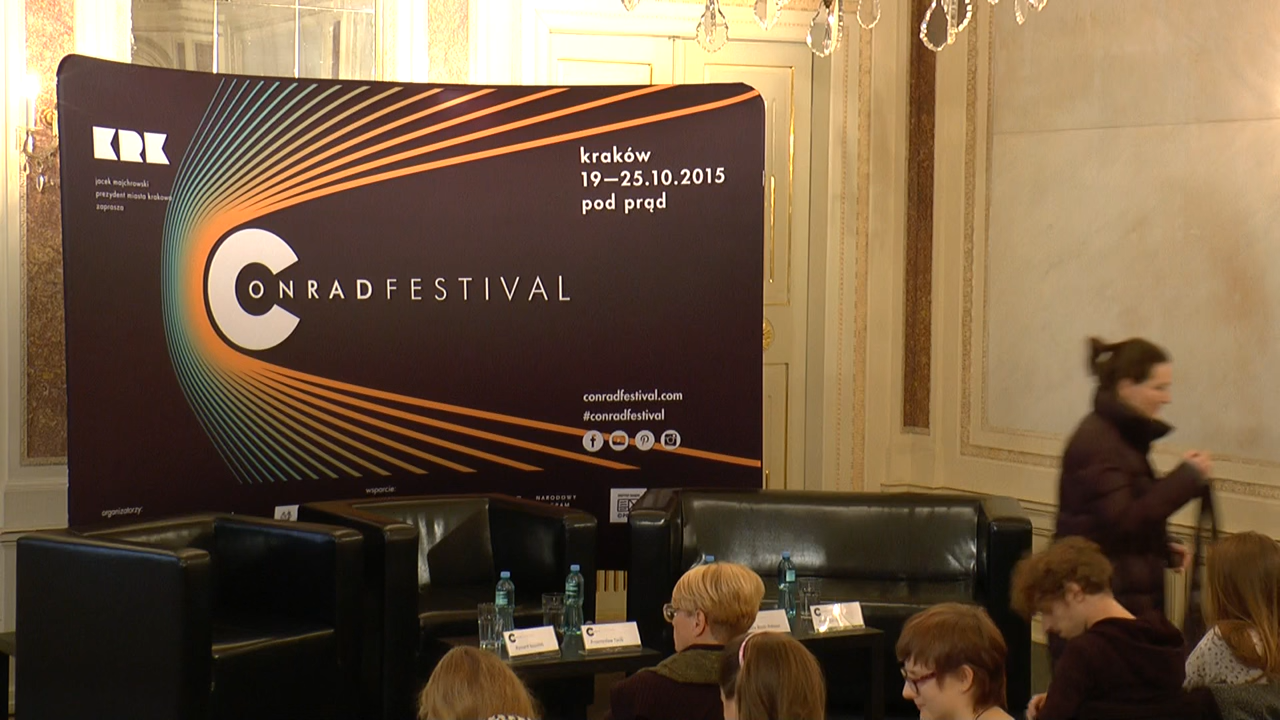 KRK
jacek majchrowski
prezydent miasta krakowa
zaprasza
kraków
19—25.10.2015
pod prąd
CONRADFESTIVAL
conradfestival.com
#conradfestival
wsparcie:
organizatorzy:
NARODOWY